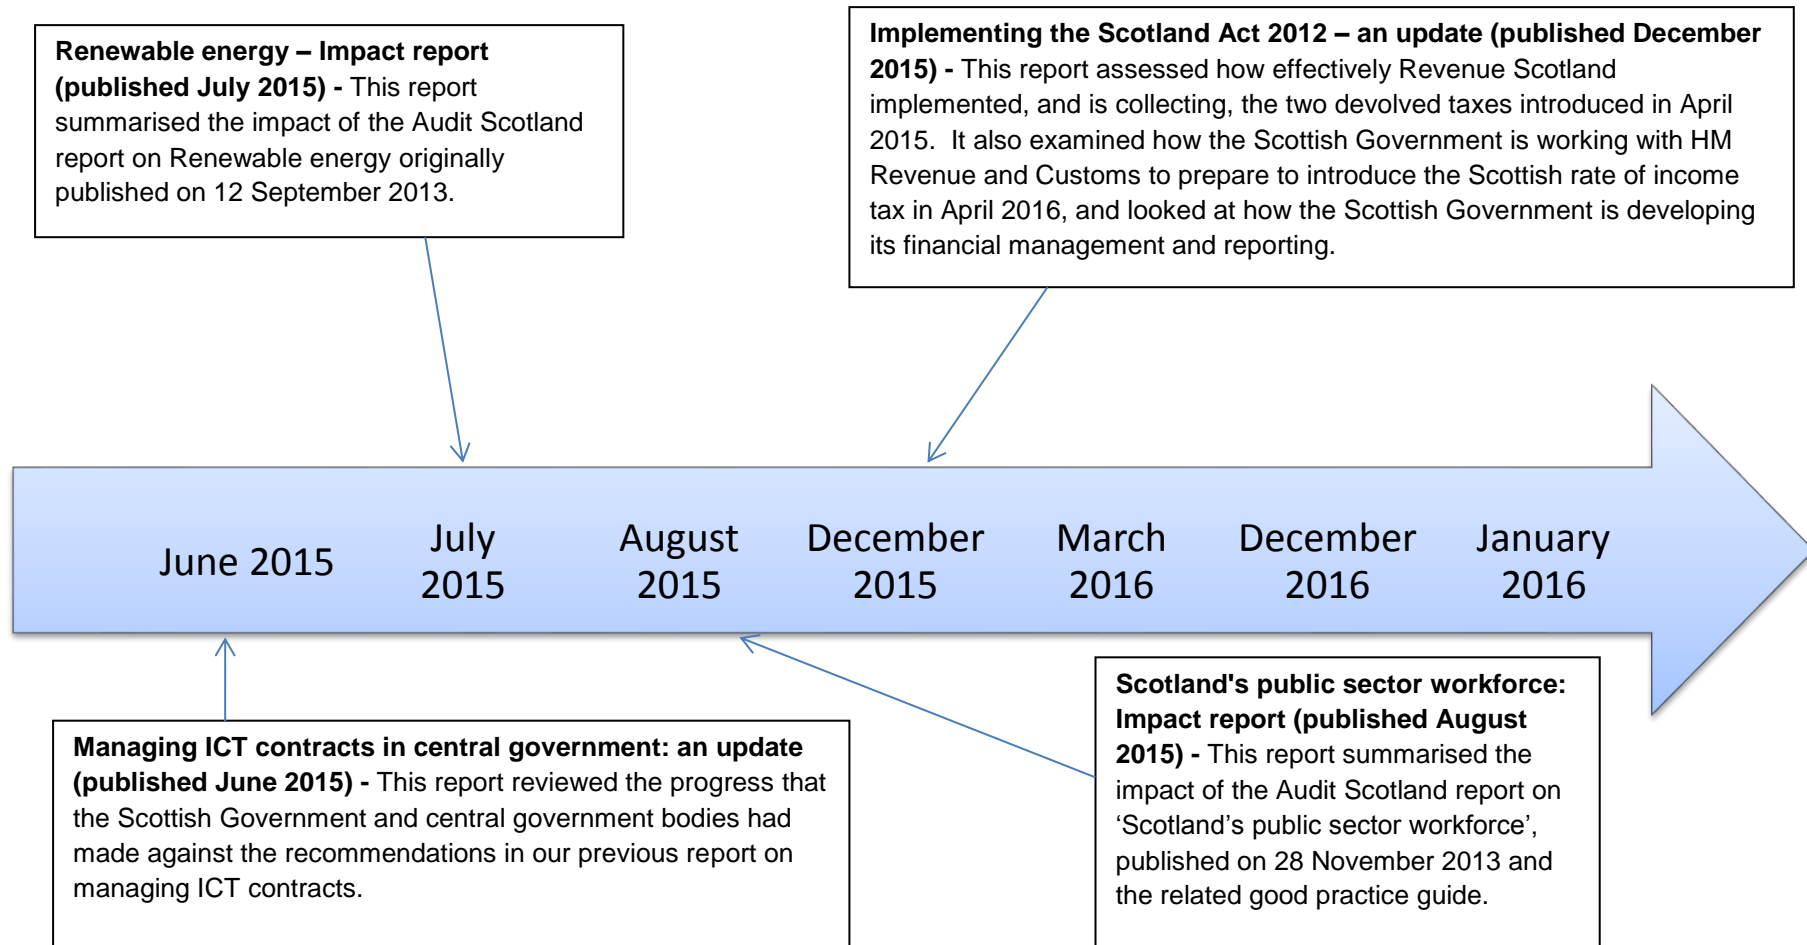 Renewable energy – Impact report
(published July 2015) - This report
summarised the impact of the Audit Scotland
report on Renewable energy originally
published on 12 September 2013.
Implementing the Scotland Act 2012 – an update (published December
2015) - This report assessed how effectively Revenue Scotland
implemented, and is collecting, the two devolved taxes introduced in April
2015.  It also examined how the Scottish Government is working with HM
Revenue and Customs to prepare to introduce the Scottish rate of income
tax in April 2016, and looked at how the Scottish Government is developing
its financial management and reporting.
June 2015
July
2015
August
2015
December
2015
March
2016
December
2016
January
2016
Managing ICT contracts in central government: an update
(published June 2015) - This report reviewed the progress that
the Scottish Government and central government bodies had
made against the recommendations in our previous report on
managing ICT contracts.
Scotland's public sector workforce:
Impact report (published August
2015) - This report summarised the
impact of the Audit Scotland report on
‘Scotland’s public sector workforce’,
published on 28 November 2013 and
the related good practice guide.